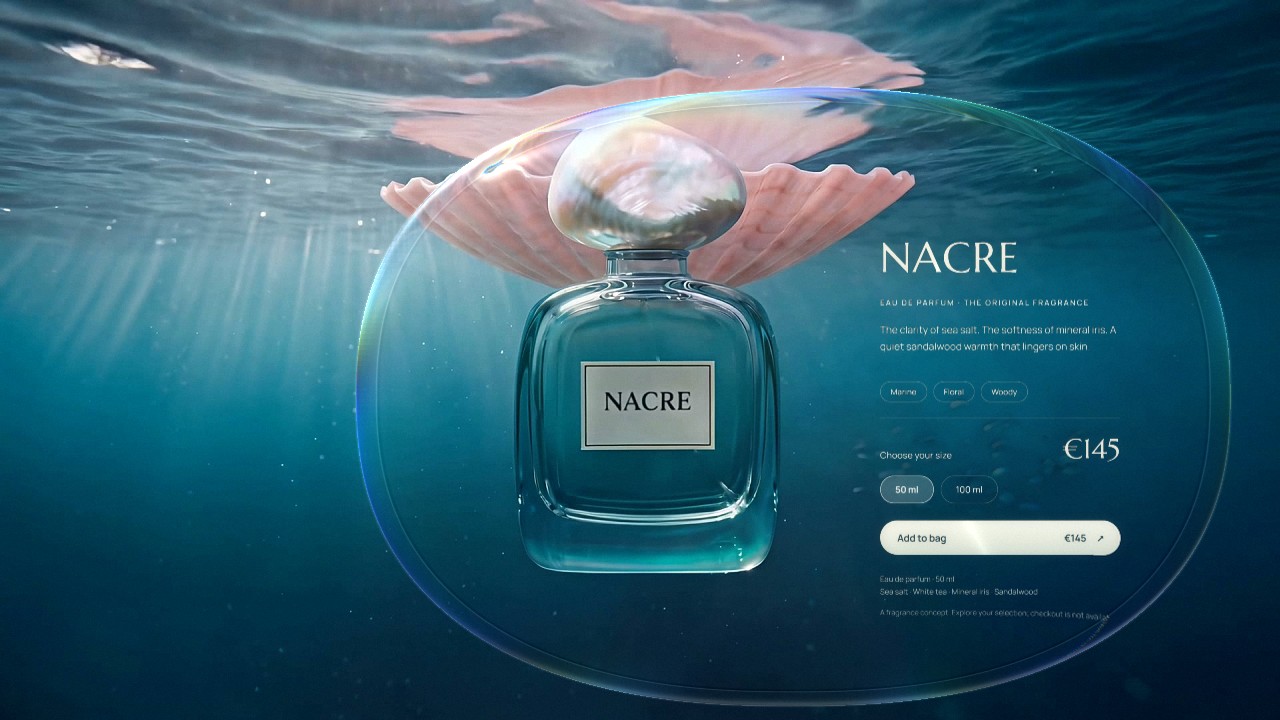 NACRE
NACRE
EAU DE PARFUM · THE ORIGINAL FRAGRANCE
The clarity of sea salt. The softness of mineral iris. A
quiet sandalwood warmth that lingers on skin
Marine Floral Woody
Choose your size €145
50 ml 100 ml
Add to bag €145 ↗
Eau de parfum · 50 ml
Sea salt · White tea · Mineral iris · Sandalwood
A fragrance concept. Explore your selection; checkout is not